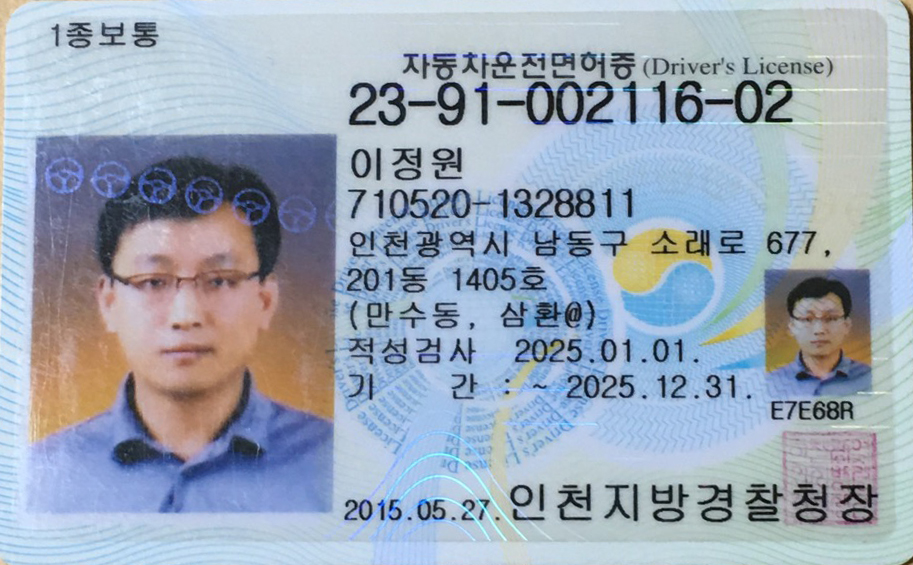 1종보통
자동차운전면허증 (Driver's License)
23-91-002116-02
이정원
710520-1328811
인천광역시 남동구 소래로 677,
201동 1405호
(만수동, 삼환@)
적성검사 2025.01.01.
기 간 : ~ 2025.12.31.
E7E68R
2015.05.27. 인천지방경찰청장